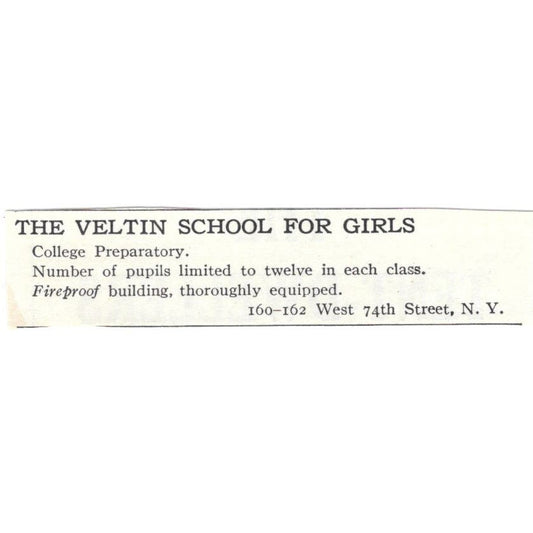 THE VELTIN SCHOOL FOR GIRLS
College Preparatory.
Number of pupils limited to twelve in each class.
Fireproof building, thoroughly equipped.
160–162 West 74th Street, N. Y.